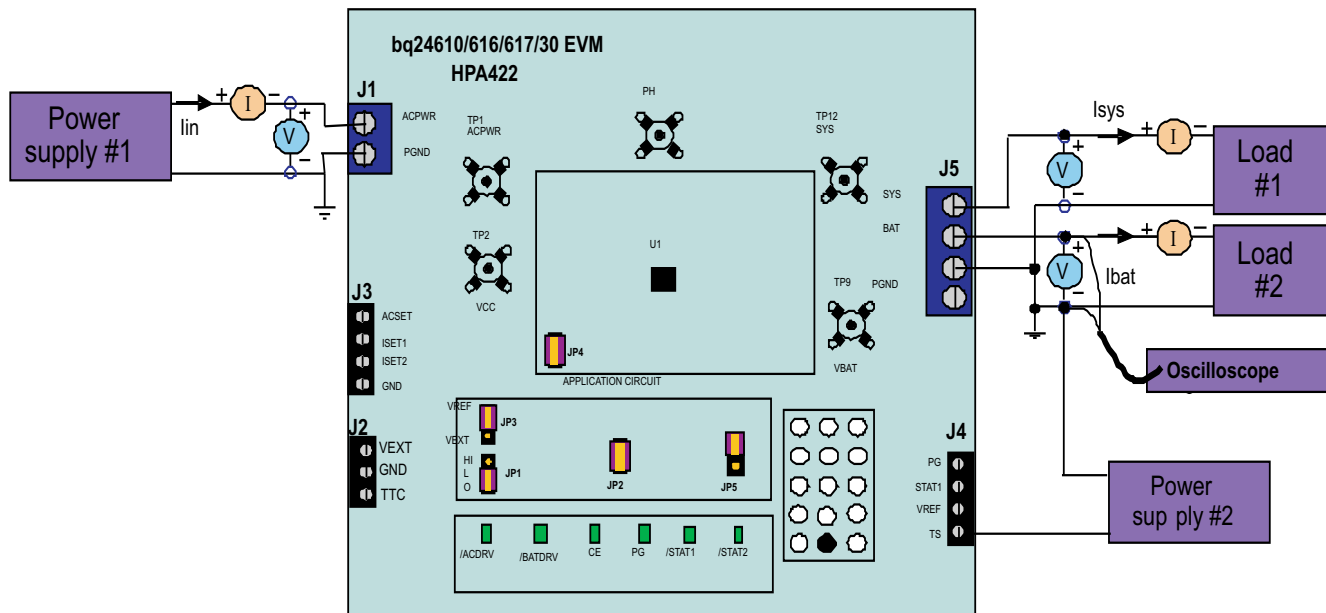 bq24610/616/617/30 EVM
HPA422
J1
Power
supply #1
Iin
+
I
−
+
V
−
ACPWR
PGND
TP1
ACPWR
PH
TP12
SYS
Isys
+
I
−
Load
#1
+
V
−
J5
SYS
BAT
TP2
VCC
U1
TP9
PGND
VBAT
+
I
−
Load
#2
+
V
−
Ibat
J3
ACSET
ISET1
ISET2
GND
JP4
APPLICATION CIRCUIT
Oscilloscope
VREF
JP3
VEXT
J2
VEXT
GND
TTC
HI
L
O
JP1
JP2
JP5
J4
PG
STAT1
VREF
TS
Power
sup ply #2
/ACDRV
/BATDRV
CE
PG
/STAT1
/STAT2